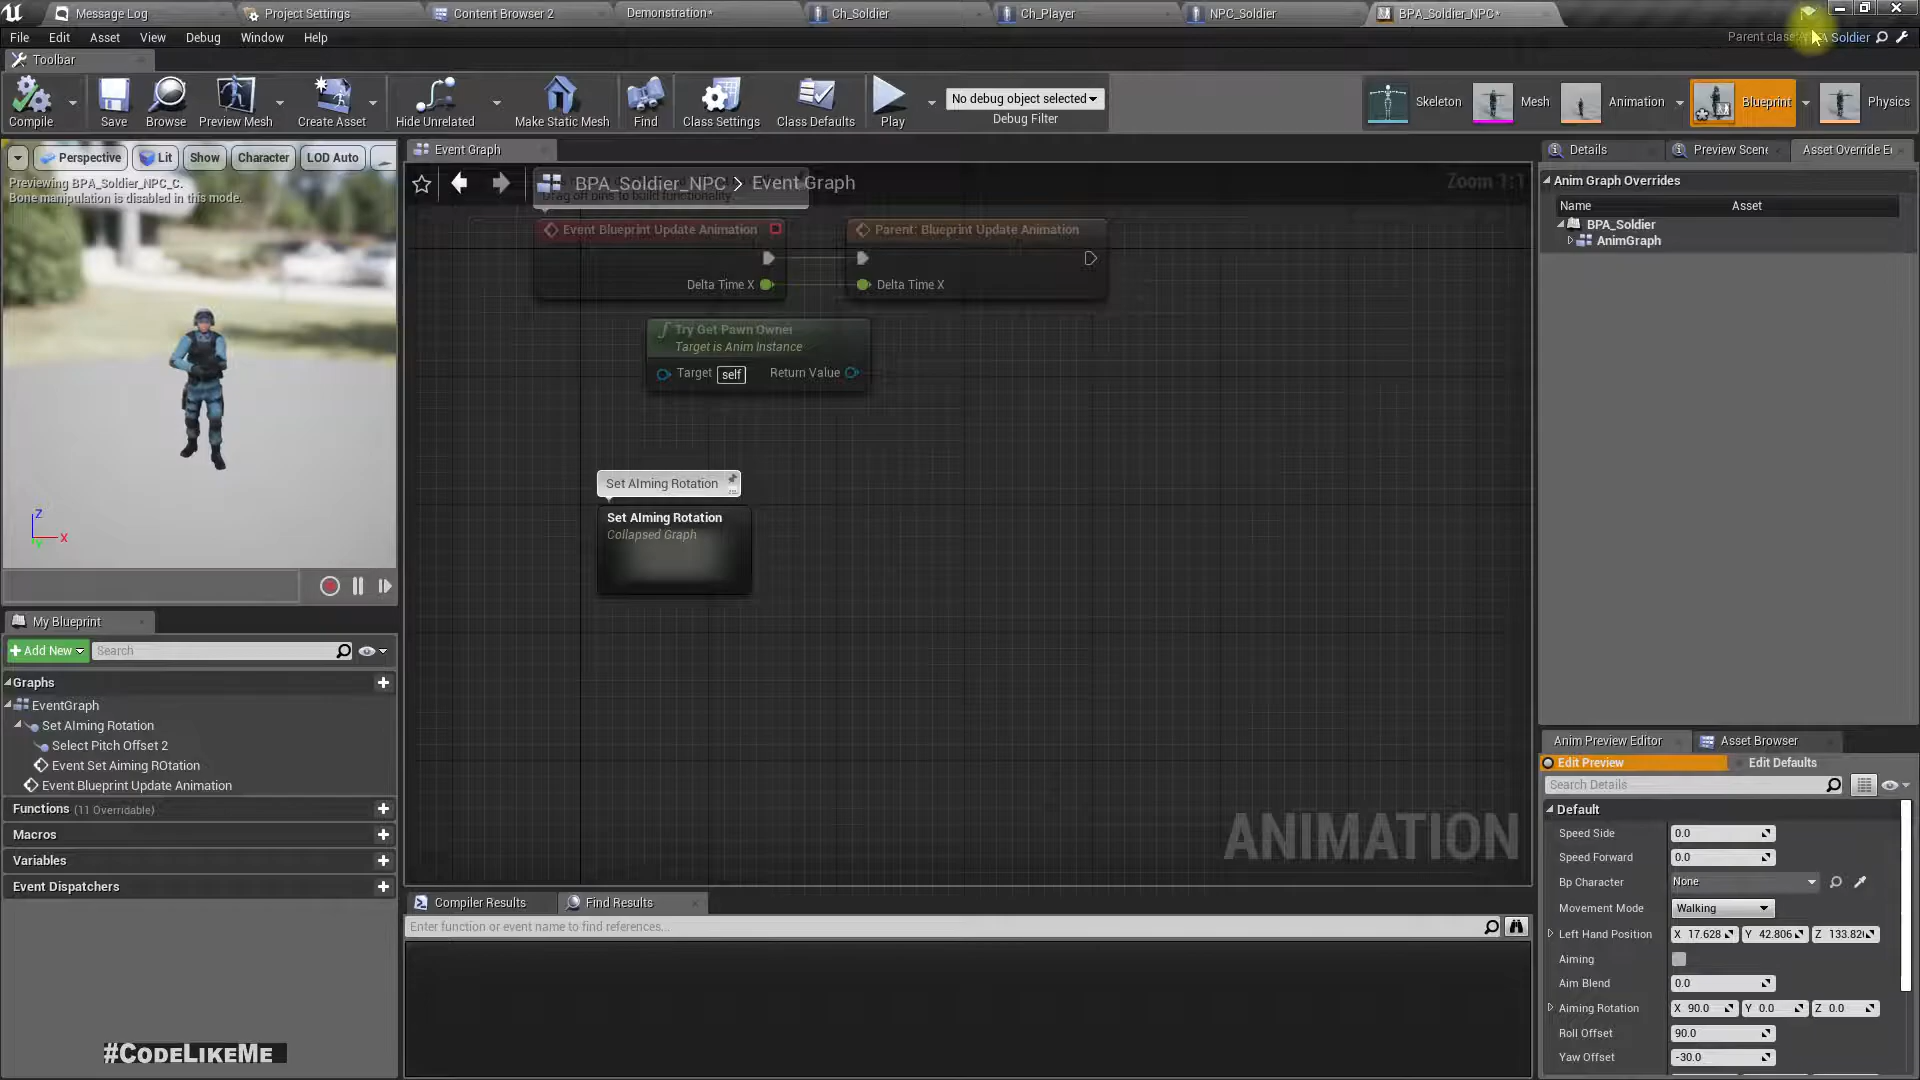 Message Log
Project Settings
Content Browser 2
Demonstration*
Ch_Soldier
Ch_Player
NPC_Soldier
BPA_Soldier_NPC*
File Edit Asset View Debug Window Help
Parent class: Soldier
Toolbar
Compile
Save
Browse
Preview Mesh
Create Asset
Hide Unrelated
Make Static Mesh
Find
Class Settings
Class Defaults
Play
No debug object selected
Debug Filter
Skeleton
Mesh
Animation
Blueprint
Physics
Perspective Lit Show Character LOD Auto
Previewing BPA_Soldier_NPC_C.
Bone manipulation is disabled in this mode.
Z
X
Event Graph
BPA_Soldier_NPC > Event Graph
Zoom 1:1
Drag off pins to build functionality.
Event Blueprint Update Animation
Delta Time X
Parent: Blueprint Update Animation
Delta Time X
Try Get Pawn Owner
Target is Anim Instance
Target self Return Value
Set AIming Rotation
Set AIming Rotation
Collapsed Graph
ANIMATION
My Blueprint
Add New
Search
Graphs
EventGraph
Set AIming Rotation
Select Pitch Offset 2
Event Set Aiming ROtation
Event Blueprint Update Animation
Functions (11 Overridable)
Macros
Variables
Event Dispatchers
#CodeLikeMe
Compiler Results
Find Results
Enter function or event name to find references...
Details
Preview Scene
Asset Override E
Anim Graph Overrides
Name Asset
BPA_Soldier
AnimGraph
Anim Preview Editor
Asset Browser
Edit Preview
Edit Defaults
Search Details
Default
Speed Side 0.0
Speed Forward 0.0
Bp Character None
Movement Mode Walking
Left Hand Position X 17.628 Y 42.806 Z 133.82
Aiming
Aim Blend 0.0
Aiming Rotation X 90.0 Y 0.0 Z 0.0
Roll Offset 90.0
Yaw Offset -30.0